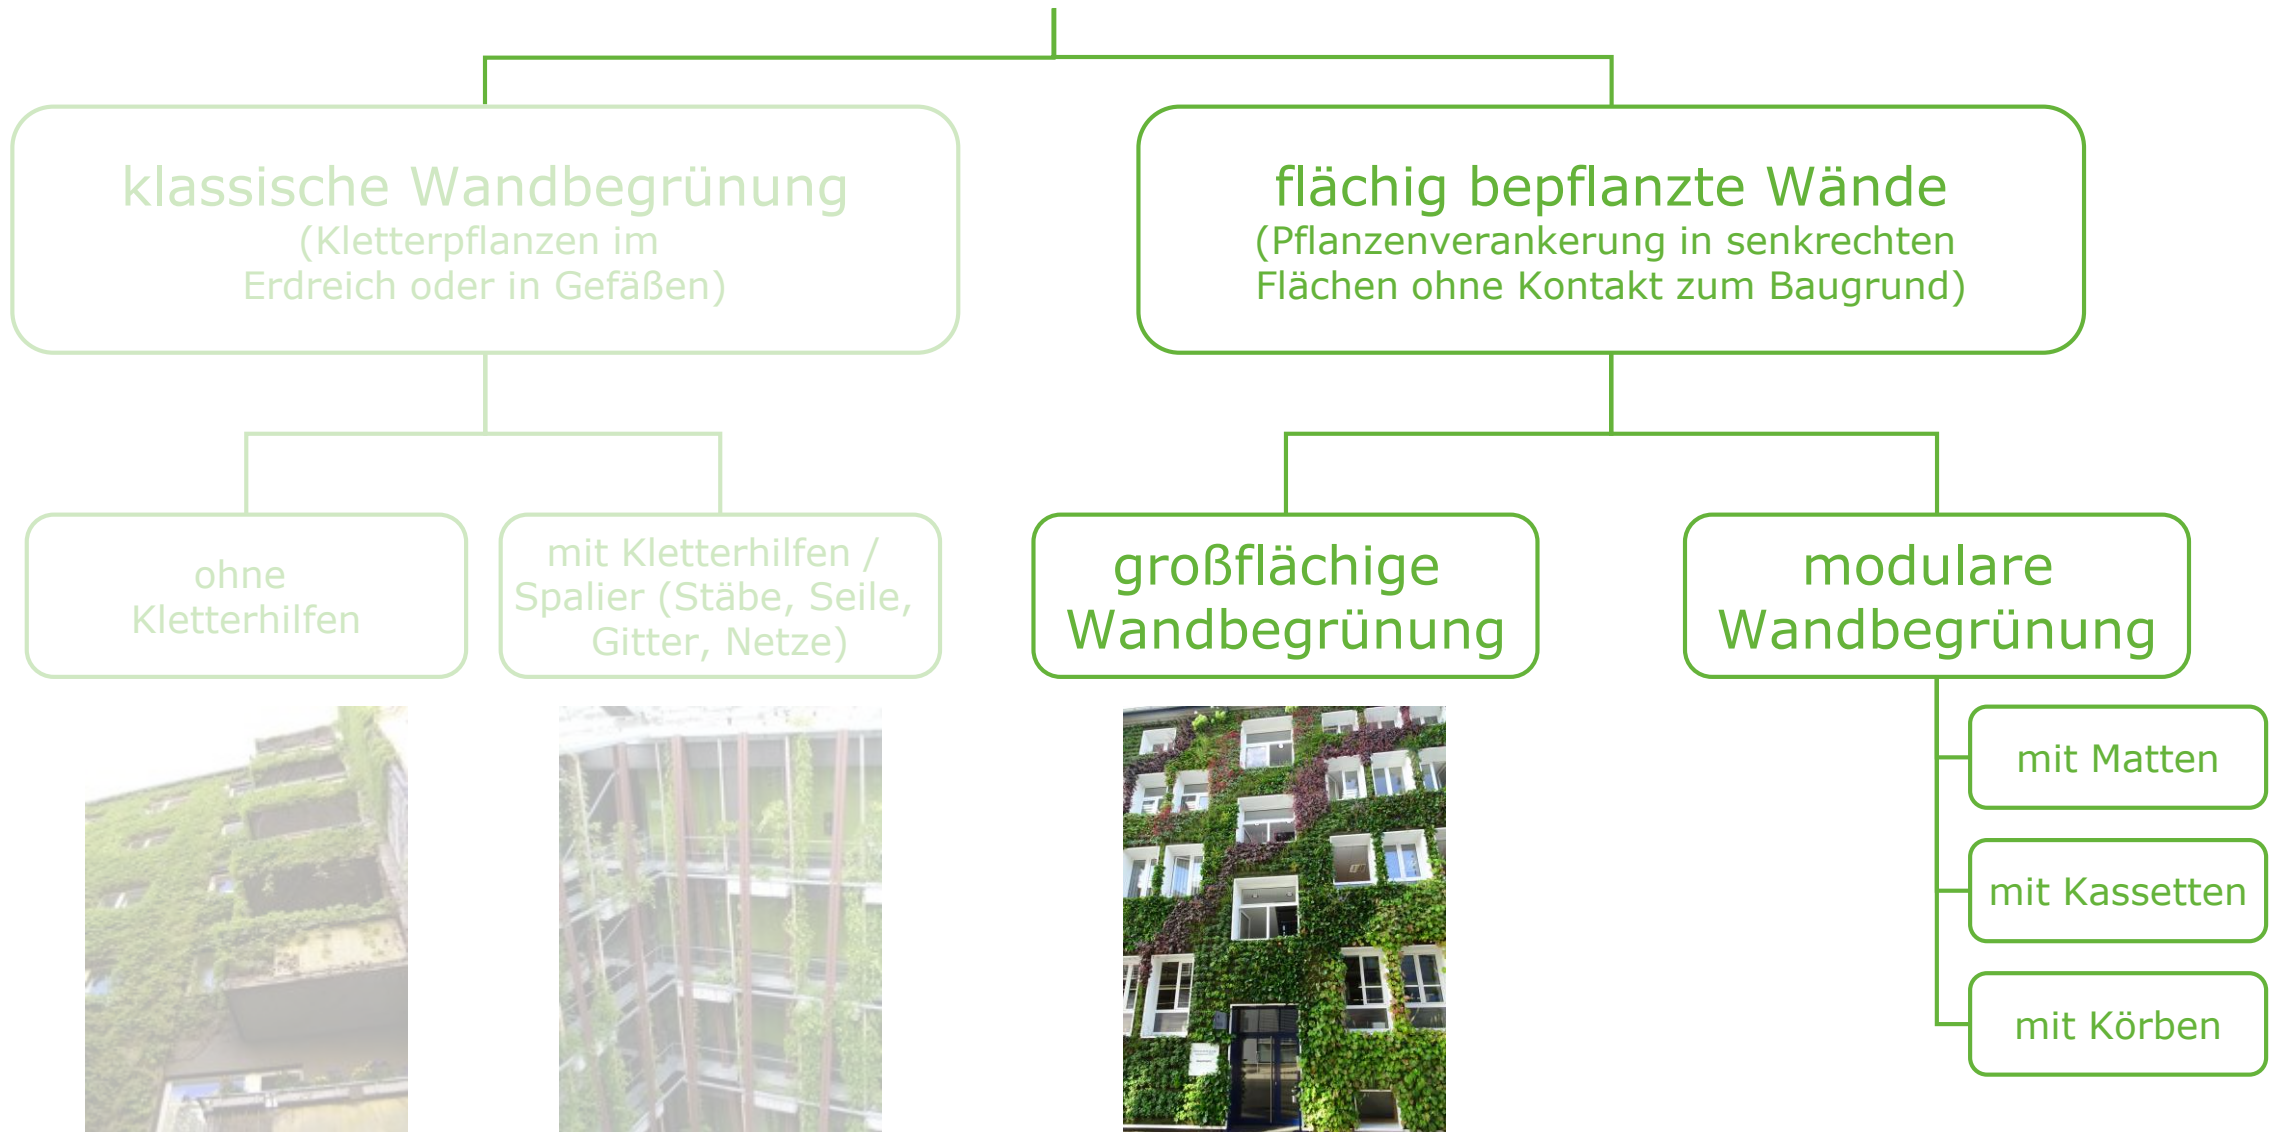 klassische Wandbegrünung
(Kletterpflanzen im
Erdreich oder in Gefäßen)
flächig bepflanzte Wände
(Pflanzenverankerung in senkrechten
Flächen ohne Kontakt zum Baugrund)
ohne
Kletterhilfen
mit Kletterhilfen /
Spalier (Stäbe, Seile,
Gitter, Netze)
großflächige
Wandbegrünung
modulare
Wandbegrünung
mit Matten
mit Kassetten
mit Körben